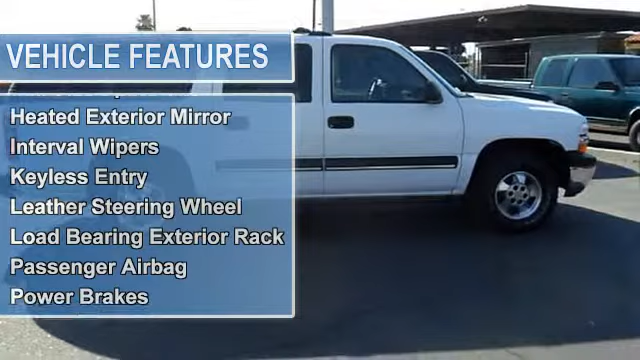 VEHICLE FEATURES
Heated Exterior Mirror
Interval Wipers
Keyless Entry
Leather Steering Wheel
Load Bearing Exterior Rack
Passenger Airbag
Power Brakes